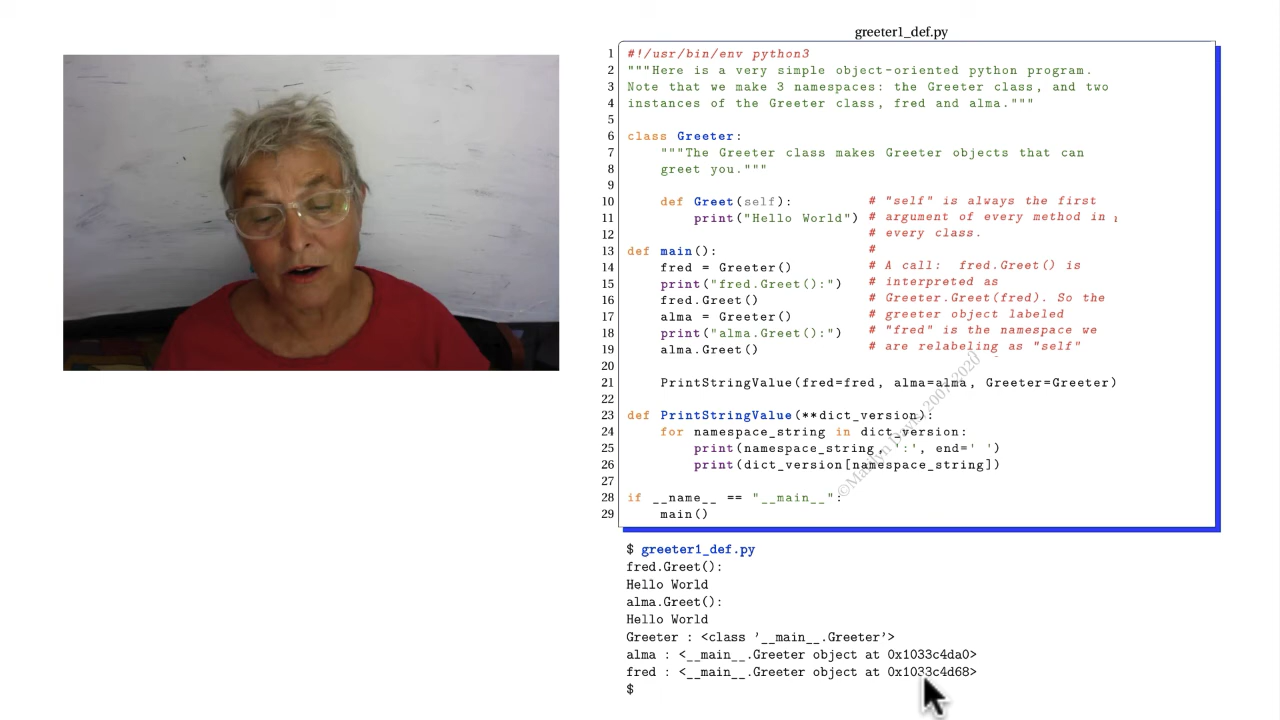 greeter1_def.py
1 #!/usr/bin/env python3
2 """Here is a very simple object-oriented python program.
3 Note that we make 3 namespaces: the Greeter class, and two
4 instances of the Greeter class, fred and alma."""
5
6 class Greeter:
7 """The Greeter class makes Greeter objects that can
8 greet you."""
9
10 def Greet(self): # "self" is always the first
11 print("Hello World") # argument of every method in
12 # every class.
13 def main(): #
14 fred = Greeter() # A call: fred.Greet() is
15 print("fred.Greet():") # interpreted as
16 fred.Greet() # Greeter.Greet(fred). So the
17 alma = Greeter() # greeter object labeled
18 print("alma.Greet():") # "fred" is the namespace we
19 alma.Greet() # are relabeling as "self"
20
21 PrintStringValue(fred=fred, alma=alma, Greeter=Greeter)
22
23 def PrintStringValue(**dict_version):
24 for namespace_string in dict_version:
25 print(namespace_string, ':', end=' ')
26 print(dict_version[namespace_string])
27
28 if __name__ == "__main__":
29 main()
$ greeter1_def.py
fred.Greet():
Hello World
alma.Greet():
Hello World
Greeter : <class '__main__.Greeter'>
alma : <__main__.Greeter object at 0x1033c4da0>
fred : <__main__.Greeter object at 0x1033c4d68>
$